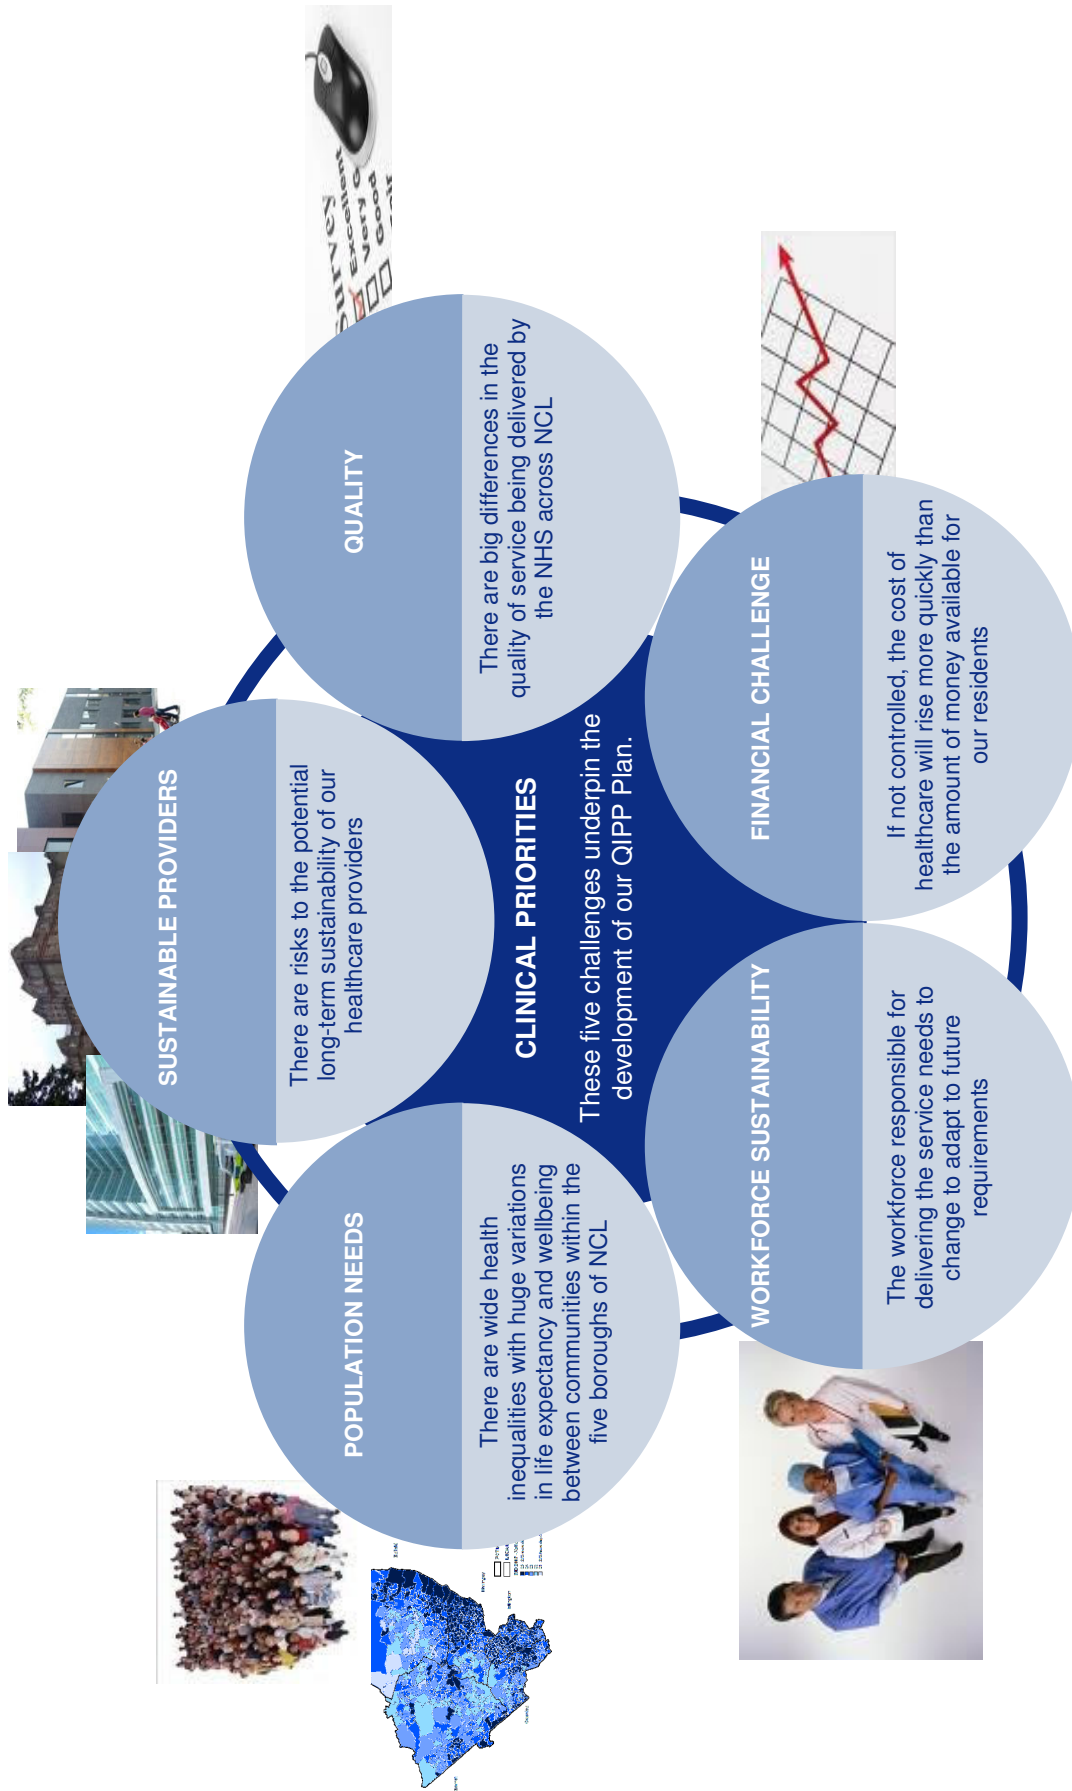 SUSTAINABLE PROVIDERS
There are risks to the potential
long-term sustainability of our
healthcare providers
POPULATION NEEDS
There are wide health
inequalities with huge variations
in life expectancy and wellbeing
between communities within the
five boroughs of NCL
QUALITY
There are big differences in the
quality of service being delivered by
the NHS across NCL
CLINICAL PRIORITIES
These five challenges underpin the
development of our QIPP Plan.
WORKFORCE SUSTAINABILITY
The workforce responsible for
delivering the service needs to
change to adapt to future
requirements
FINANCIAL CHALLENGE
If not controlled, the cost of
healthcare will rise more quickly than
the amount of money available for
our residents
Survey
Excellent
Very G
Good